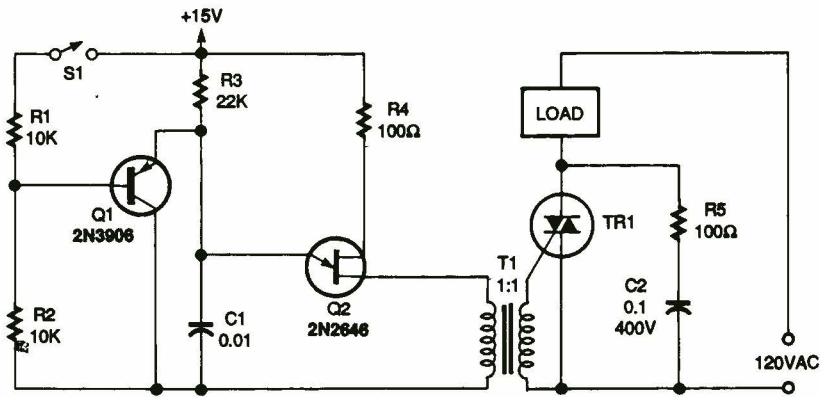 +15V
S1
R1
10K
R3
22K
R4
100Ω
LOAD
Q1
2N3906
TR1
R5
100Ω
T1
1:1
R2
10K
C1
0.01
Q2
2N2646
C2
0.1
400V
120VAC